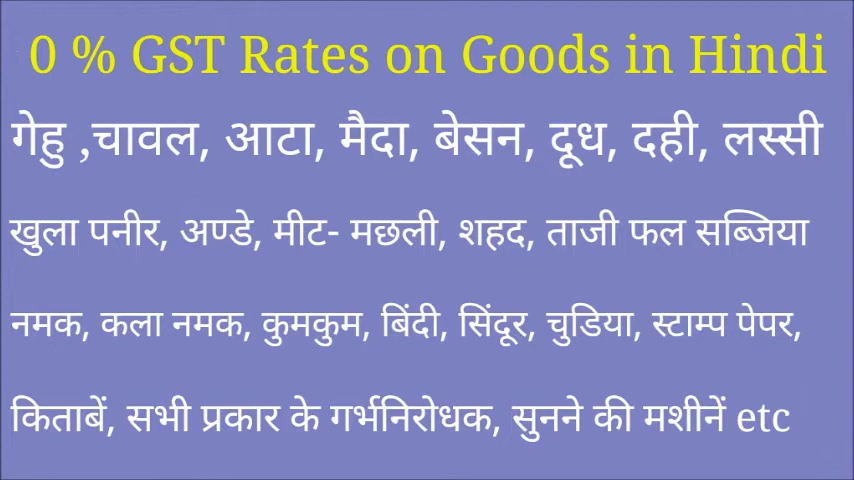 0 % GST Rates on Goods in Hindi
गेहु ,चावल, आटा, मैदा, बेसन, दूध, दही, लस्सी
खुला पनीर, अण्डे, मीट- मछली, शहद, ताजी फल सब्जिया
नमक, कला नमक, कुमकुम, बिंदी, सिंदूर, चुडिया, स्टाम्प पेपर,
किताबें, सभी प्रकार के गर्भनिरोधक, सुनने की मशीनें etc